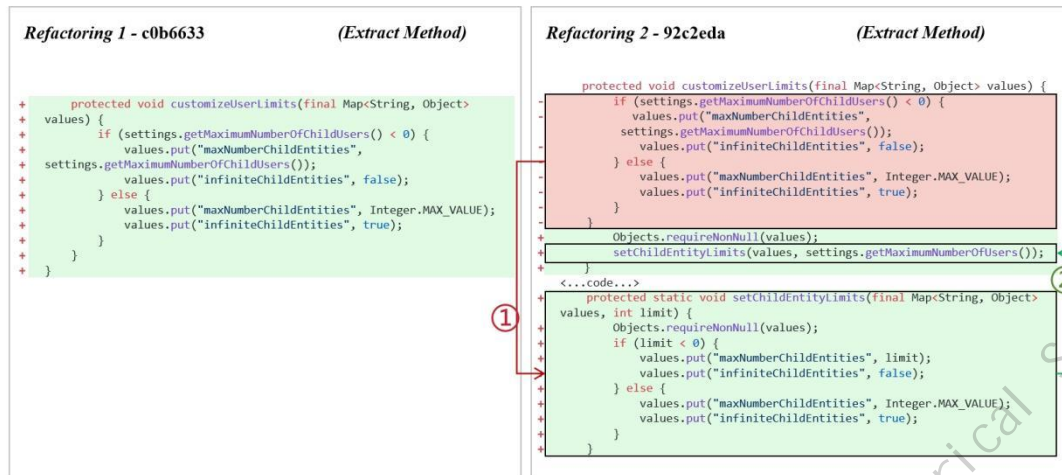 Refactoring 1 - c0b6633 (Extract Method)
+ protected void customizeUserLimits(final Map<String, Object>
+ values) {
+ if (settings.getMaximumNumberOfChildUsers() < 0) {
+ values.put("maxNumberChildEntities",
+ settings.getMaximumNumberOfChildUsers());
+ values.put("infiniteChildEntities", false);
+ } else {
+ values.put("maxNumberChildEntities", Integer.MAX_VALUE);
+ values.put("infiniteChildEntities", true);
+ }
+ }
+ }
①
Refactoring 2 - 92c2eda (Extract Method)
protected void customizeUserLimits(final Map<String, Object> values) {
- if (settings.getMaximumNumberOfChildUsers() < 0) {
- values.put("maxNumberChildEntities",
settings.getMaximumNumberOfChildUsers());
- values.put("infiniteChildEntities", false);
- } else {
- values.put("maxNumberChildEntities", Integer.MAX_VALUE);
- values.put("infiniteChildEntities", true);
- }
- }
+ Objects.requireNonNull(values);
+ setChildEntityLimits(values, settings.getMaximumNumberOfUsers());
+ }
<...code...>
+ protected static void setChildEntityLimits(final Map<String, Object>
values, int limit) {
+ Objects.requireNonNull(values);
+ if (limit < 0) {
+ values.put("maxNumberChildEntities", limit);
+ values.put("infiniteChildEntities", false);
+ } else {
+ values.put("maxNumberChildEntities", Integer.MAX_VALUE);
+ values.put("infiniteChildEntities", true);
+ }
+ }